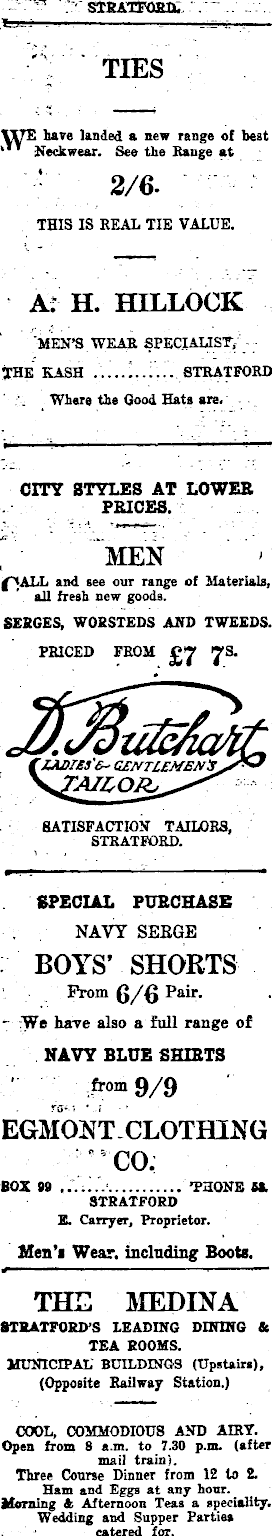 STRATFORD.
TIES
WE have landed a new range of best
Neckwear. See the Range at
2/6.
THIS IS REAL TIE VALUE.
A. H. HILLOCK
MEN'S WEAR SPECIALIST,
THE KASH ............ STRATFORD
Where the Good Hats are.
CITY STYLES AT LOWER
PRICES.
MEN
CALL and see our range of Materials,
all fresh new goods.
SERGES, WORSTEDS AND TWEEDS.
PRICED FROM £7 7s.
D. Butchart
LADIES' & GENTLEMEN'S
TAILOR
SATISFACTION TAILORS,
STRATFORD.
SPECIAL PURCHASE
NAVY SERGE
BOYS' SHORTS
From 6/6 Pair.
We have also a full range of
NAVY BLUE SHIRTS
from 9/9
EGMONT CLOTHING
CO.
BOX 99 ................ 'PHONE 58.
STRATFORD
E. Carryer, Proprietor.
Men's Wear, including Boots.
THE MEDINA
STRATFORD'S LEADING DINING &
TEA ROOMS.
MUNICIPAL BUILDINGS (Upstairs),
(Opposite Railway Station.)
COOL, COMMODIOUS AND AIRY.
Open from 8 a.m. to 7.30 p.m. (after
mail train).
Three Course Dinner from 12 to 2.
Ham and Eggs at any hour.
Morning & Afternoon Teas a speciality.
Wedding and Supper Parties
catered for.